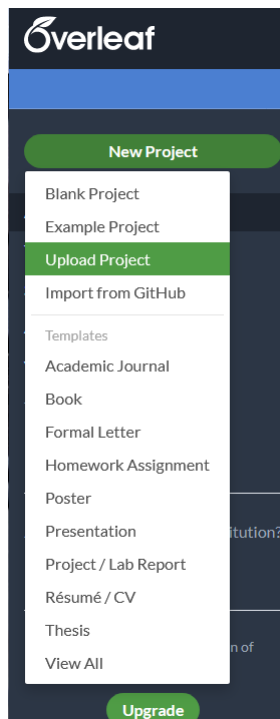 Overleaf
New Project
Blank Project
Example Project
Upload Project
Import from GitHub
Templates
Academic Journal
Book
Formal Letter
Homework Assignment
Poster
Presentation
Project / Lab Report
itution?
Résumé / CV
Thesis
n of
View All
Upgrade